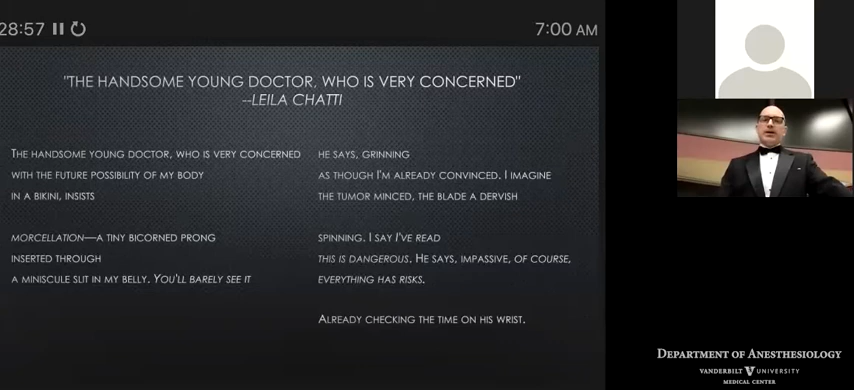 28:57
7:00 AM
"THE HANDSOME YOUNG DOCTOR, WHO IS VERY CONCERNED"
--LEILA CHATTI
THE HANDSOME YOUNG DOCTOR, WHO IS VERY CONCERNED
WITH THE FUTURE POSSIBILITY OF MY BODY
IN A BIKINI, INSISTS
MORCELLATION—A TINY BICORNED PRONG
INSERTED THROUGH
A MINISCULE SLIT IN MY BELLY. YOU'LL BARELY SEE IT
HE SAYS, GRINNING
AS THOUGH I'M ALREADY CONVINCED. I IMAGINE
THE TUMOR MINCED, THE BLADE A DERVISH
SPINNING. I SAY I'VE READ
THIS IS DANGEROUS. HE SAYS, IMPASSIVE, OF COURSE,
EVERYTHING HAS RISKS.
ALREADY CHECKING THE TIME ON HIS WRIST.
DEPARTMENT OF ANESTHESIOLOGY
VANDERBILT UNIVERSITY
MEDICAL CENTER